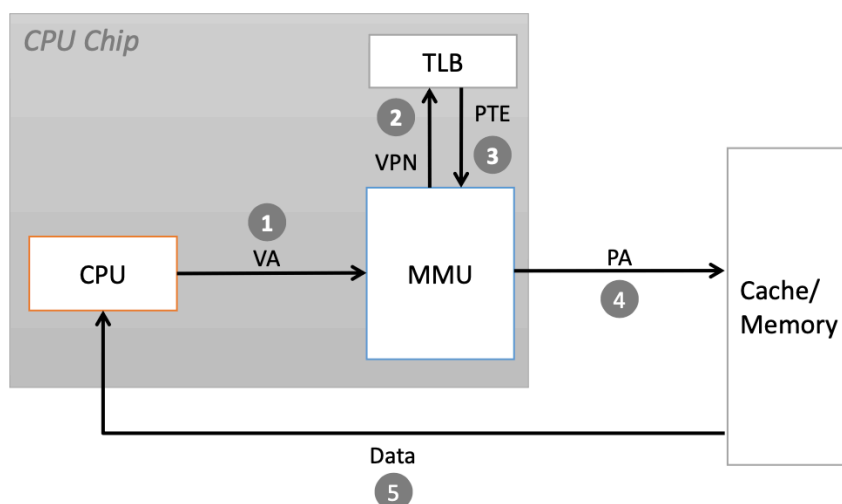 CPU Chip
TLB
2
PTE
VPN
3
1
VA
CPU
MMU
PA
4
Cache/
Memory
Data
5